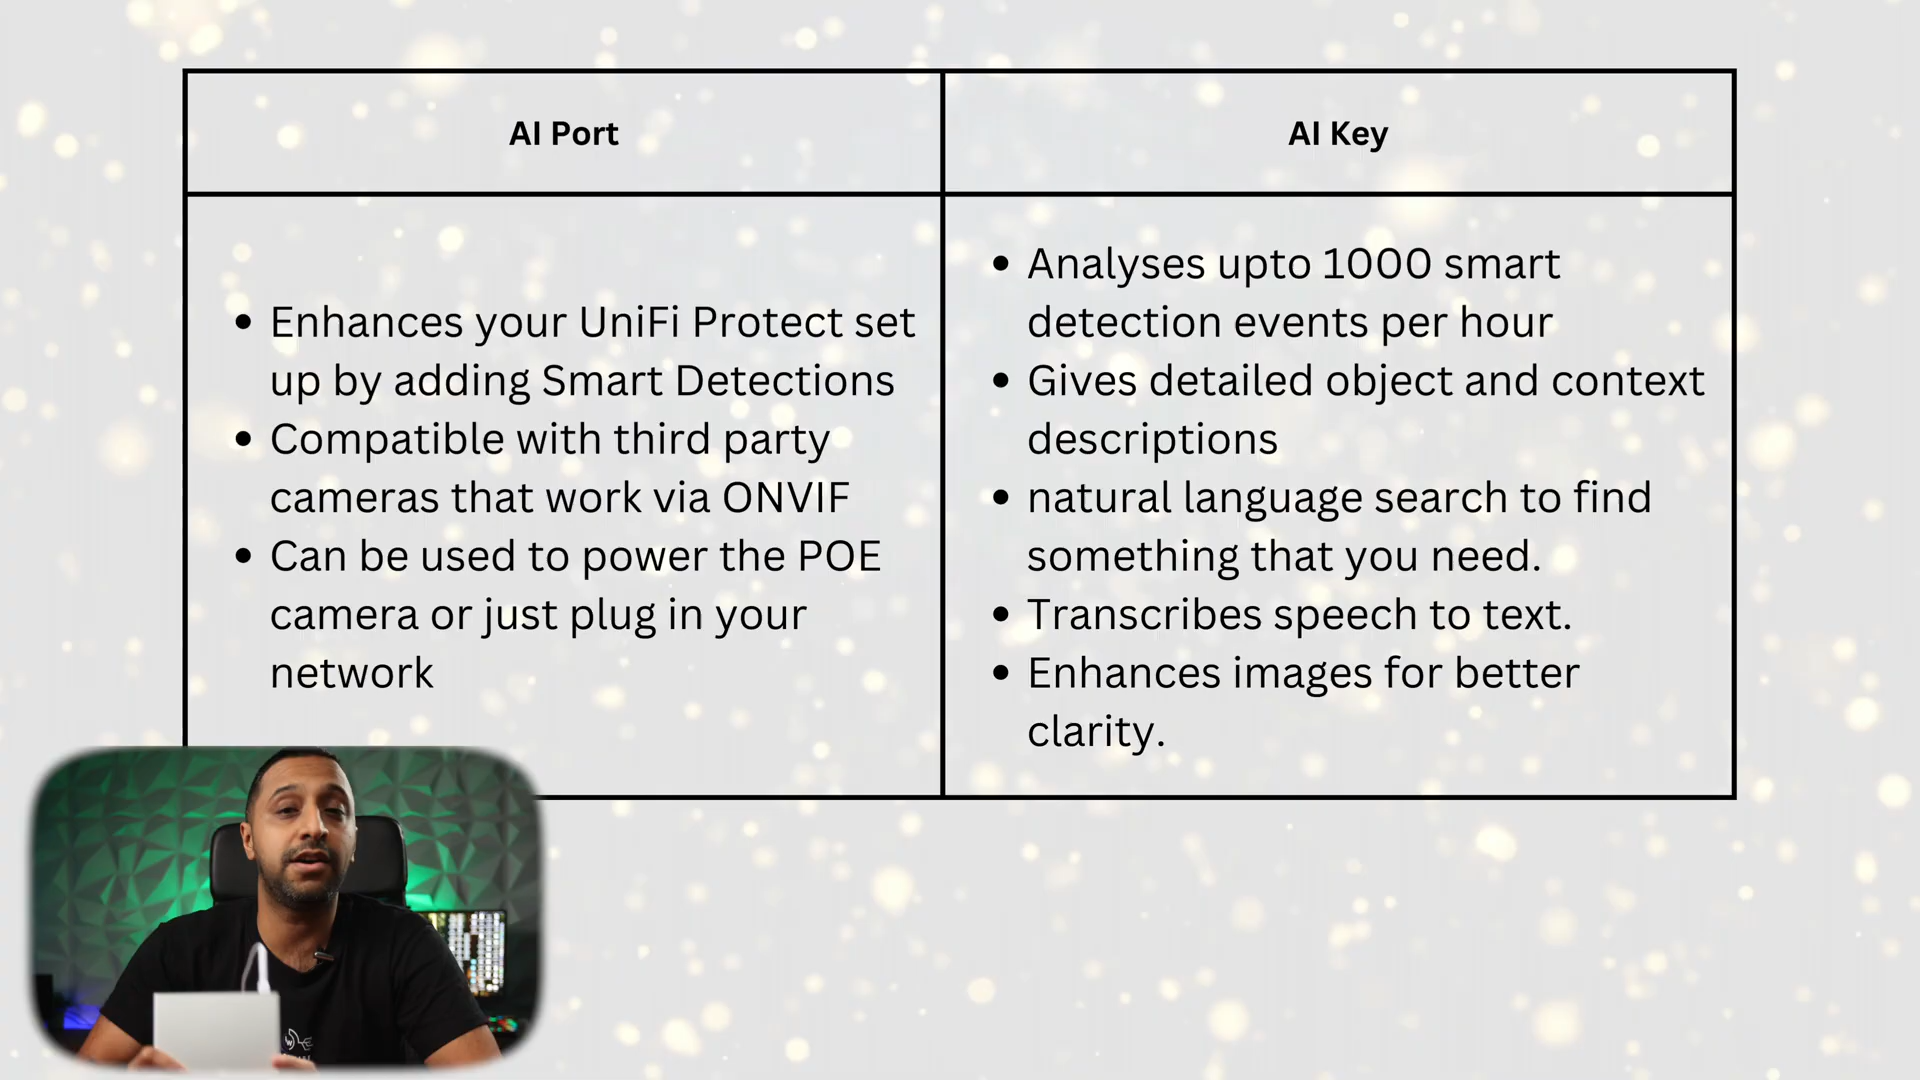 AI Port
AI Key
Enhances your UniFi Protect set
up by adding Smart Detections
Compatible with third party
cameras that work via ONVIF
Can be used to power the POE
camera or just plug in your
network
Analyses upto 1000 smart
detection events per hour
Gives detailed object and context
descriptions
natural language search to find
something that you need.
Transcribes speech to text.
Enhances images for better
clarity.